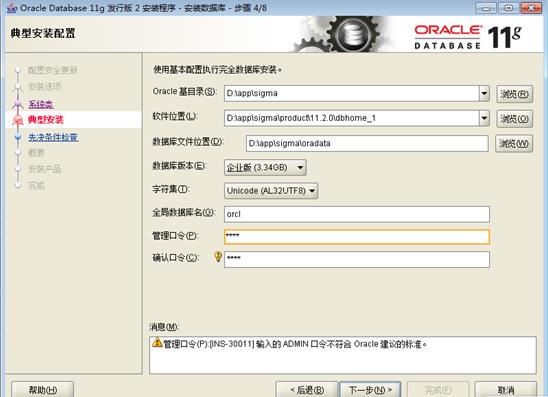 Oracle Database 11g 发行版 2 安装程序 - 安装数据库 - 步骤 4/8
典型安装配置
ORACLE 11g
DATABASE
配置安全更新
安装选项
系统类
典型安装
先决条件检查
概要
安装产品
完成
使用基本配置执行完全数据库安装。
Oracle 基目录(S): D:\app\sigma 浏览(R)
软件位置(L): D:\app\sigma\product\11.2.0\dbhome_1 浏览(O)
数据库文件位置(D): D:\app\sigma\oradata 浏览(W)
数据库版本(E): 企业版 (3.34GB)
字符集(T): Unicode (AL32UTF8)
全局数据库名(G): orcl
管理口令(P): ****
确认口令(C): ****
消息(M):
管理口令(P):[INS-30011] 输入的 ADMIN 口令不符合 Oracle 建议的标准。
帮助(H) < 后退(B) 下一步(N) > 完成(F) 取消